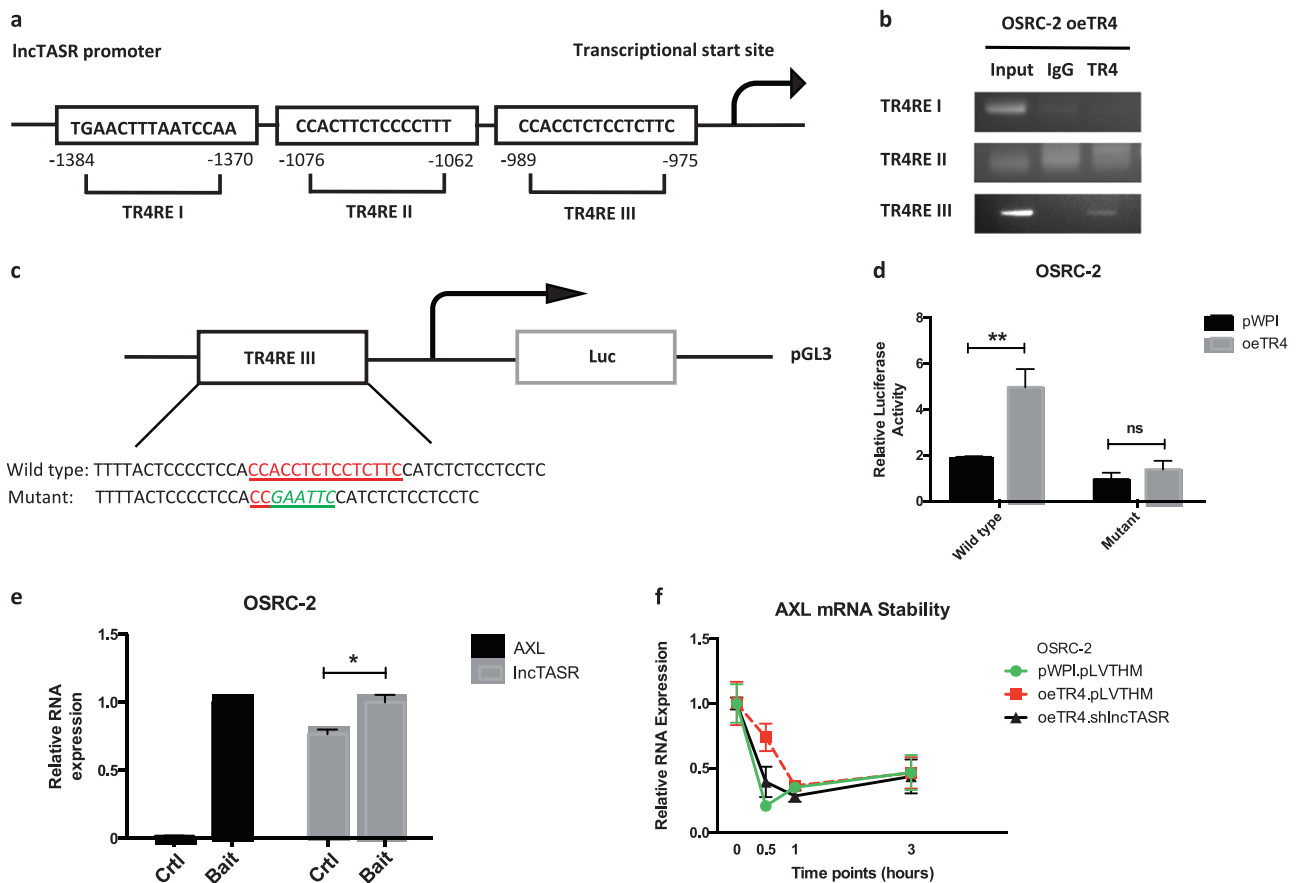 a
lncTASR promoter
Transcriptional start site
TGAACTTTAATCCAA
CCACTTCTCCCCTTT
CCACCTCTCCTCTTC
-1384
-1370
-1076
-1062
-989
-975
TR4RE I
TR4RE II
TR4RE III
b
OSRC-2 oeTR4
Input IgG TR4
TR4RE I
TR4RE II
TR4RE III
c
TR4RE III
Luc
pGL3
Wild type: TTTTACTCCCCTCCACCACCTCTCCTCTTCCATCTCTCCTCCTC
Mutant: TTTTACTCCCCTCCACCGAATTCCATCTCTCCTCCTC
d
OSRC-2
Relative Luciferase
Activity
8
6
4
2
0
**
ns
Wild type
Mutant
pWPI
oeTR4
e
OSRC-2
Relative RNA
expression
1.5
1.0
0.5
0
*
Crtl
Bait
Crtl
Bait
AXL
lncTASR
f
AXL mRNA Stability
Relative RNA Expression
1.5
1.0
0.5
0.0
0
0.5
1
3
Time points (hours)
OSRC-2
pWPI.pLVTHM
oeTR4.pLVTHM
oeTR4.shlncTASR